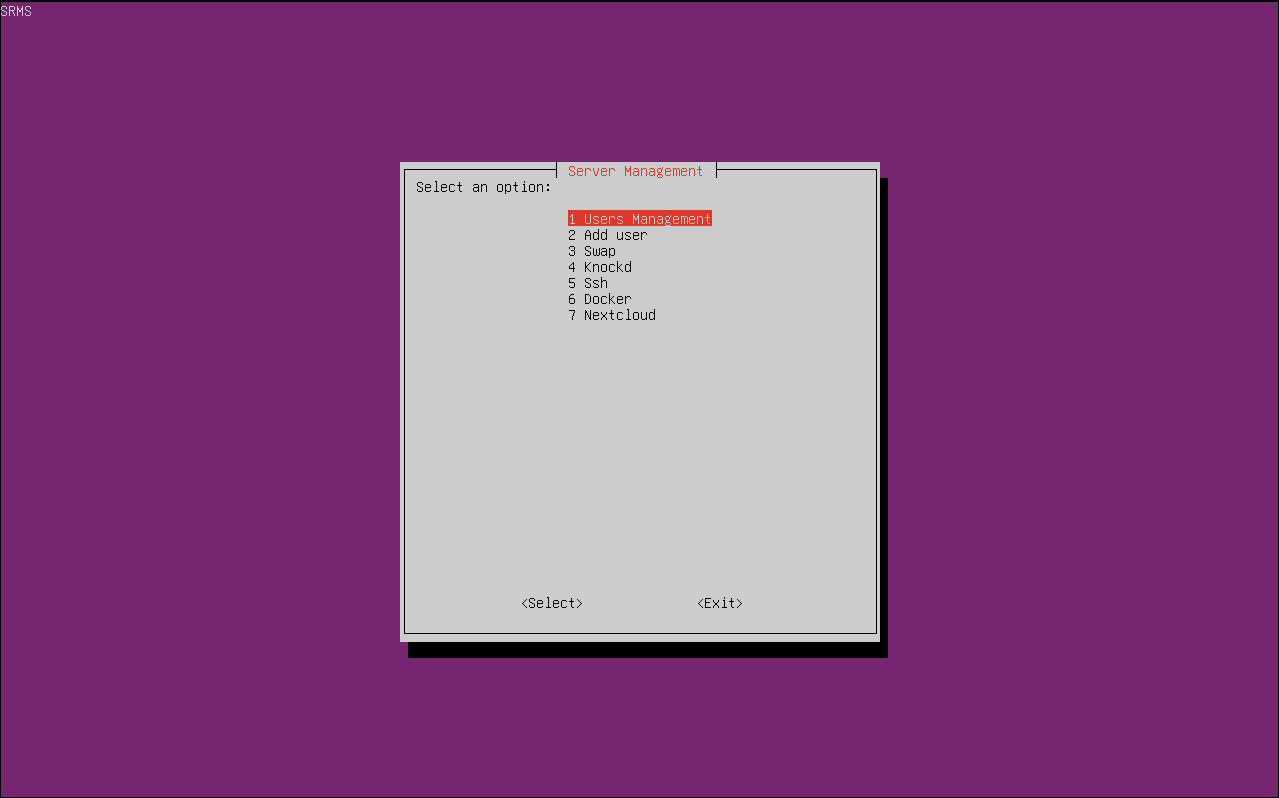 SRMS
Server Management
Select an option:
1 Users Management
2 Add user
3 Swap
4 Knockd
5 Ssh
6 Docker
7 Nextcloud
<Select> <Exit>